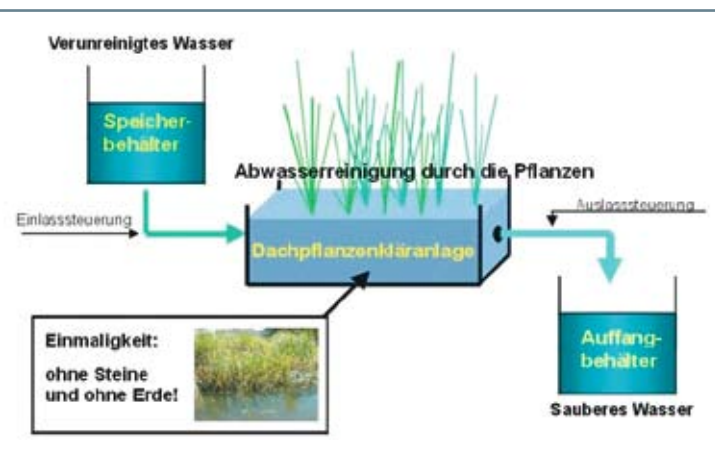 Verunreinigtes Wasser
Speicher-
behälter
Abwasserreinigung durch die Pflanzen
Einlasssteuerung
Auslasssteuerung
Dachpflanzenkläranlage
Einmaligkeit:
ohne Steine
und ohne Erde!
Auffang-
behälter
Sauberes Wasser